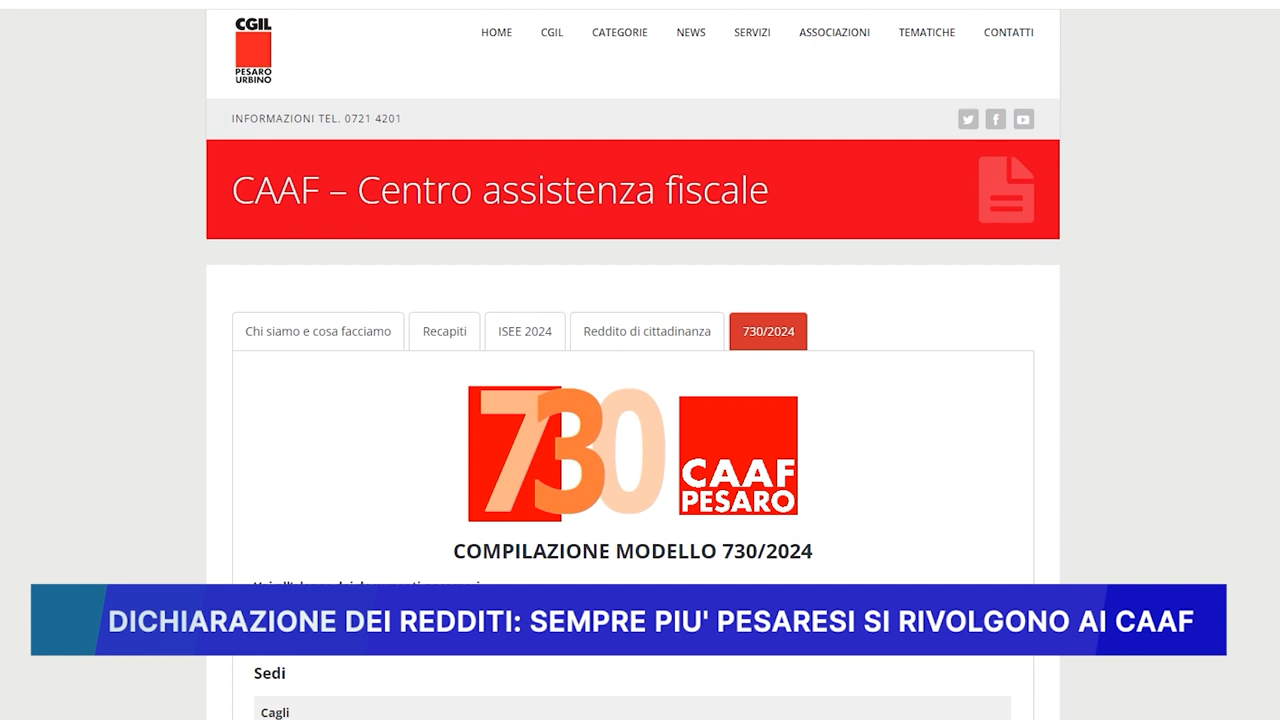 CGIL
PESARO
URBINO
HOME CGIL CATEGORIE NEWS SERVIZI ASSOCIAZIONI TEMATICHE CONTATTI
INFORMAZIONI TEL. 0721 4201
CAAF – Centro assistenza fiscale
Chi siamo e cosa facciamo Recapiti ISEE 2024 Reddito di cittadinanza 730/2024
730
CAAF
PESARO
COMPILAZIONE MODELLO 730/2024
DICHIARAZIONE DEI REDDITI: SEMPRE PIU' PESARESI SI RIVOLGONO AI CAAF
Sedi
Cagli